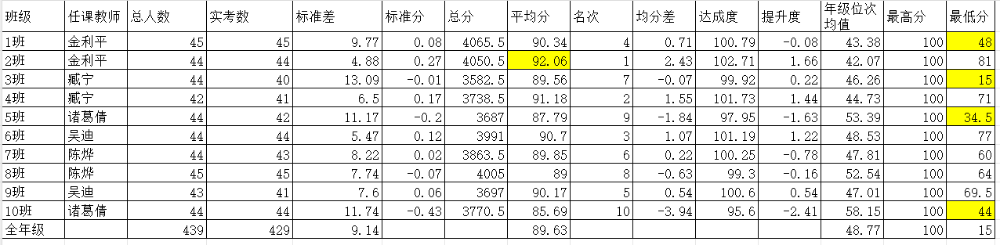 班级 任课教师 总人数 实考数 标准差 标准分 总分 平均分 名次 均分差 达成度 提升度 年级位次均值 最高分 最低分
1班 金利平 45 45 9.77 0.08 4065.5 90.34 4 0.71 100.79 -0.08 43.38 100 48
2班 金利平 44 44 4.88 0.27 4050.5 92.06 1 2.43 102.71 1.66 42.07 100 81
3班 臧宁 44 40 13.09 -0.01 3582.5 89.56 7 -0.07 99.92 0.22 46.26 100 15
4班 臧宁 42 41 6.5 0.17 3738.5 91.18 2 1.55 101.73 1.44 44.73 100 71
5班 诸葛倩 44 42 11.17 -0.2 3687 87.79 9 -1.84 97.95 -1.63 53.39 100 34.5
6班 吴迪 44 44 5.47 0.12 3991 90.7 3 1.07 101.19 1.22 48.53 100 77
7班 陈烨 44 43 8.22 0.02 3863.5 89.85 6 0.22 100.25 -0.78 47.81 100 60
8班 陈烨 45 45 7.74 -0.07 4005 89 8 -0.63 99.3 -0.16 52.54 100 64
9班 吴迪 43 41 7.6 0.06 3697 90.17 5 0.54 100.6 0.54 47.01 100 69.5
10班 诸葛倩 44 44 11.74 -0.43 3770.5 85.69 10 -3.94 95.6 -2.41 58.15 100 44
全年级 439 429 9.14 89.63 48.77 100 15